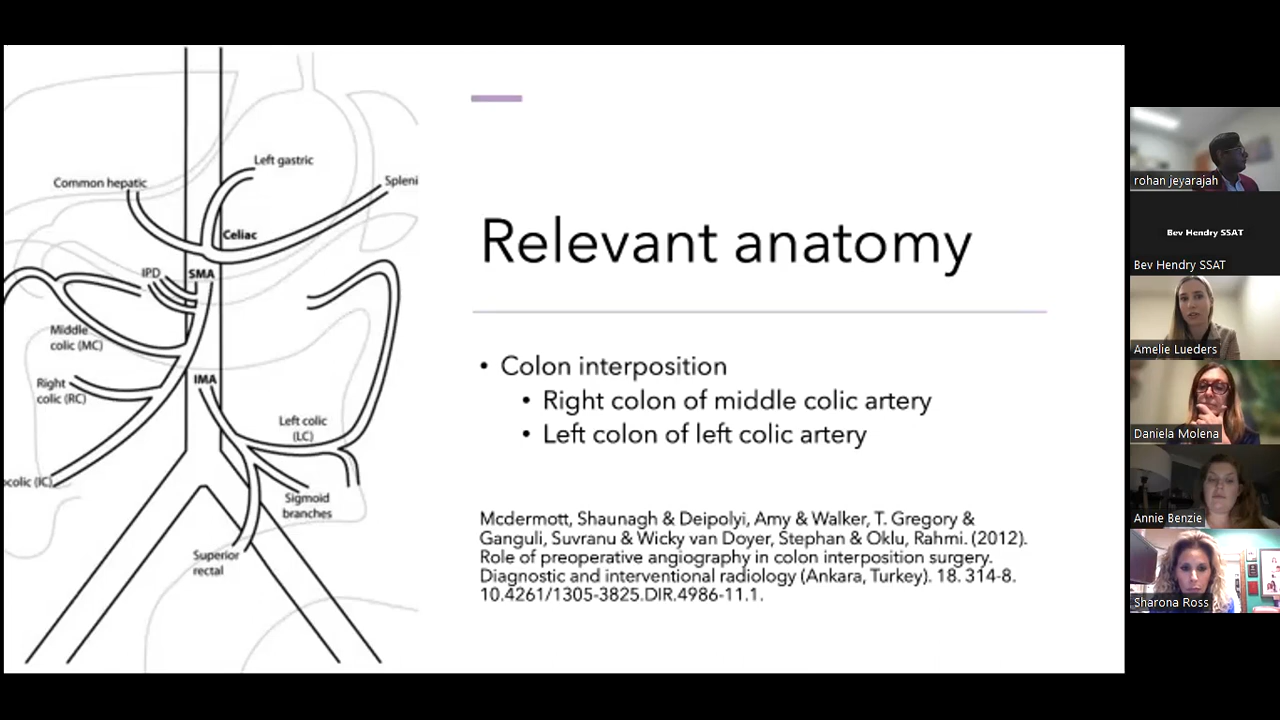 Left gastric
Common hepatic
Spleni
Celiac
IPD
SMA
Middle
colic (MC)
Right
colic (RC)
IMA
Left colic
(LC)
ocolic (IC)
Sigmoid
branches
Superior
rectal
Relevant anatomy
• Colon interposition
• Right colon of middle colic artery
• Left colon of left colic artery
Mcdermott, Shaunagh & Deipolyi, Amy & Walker, T. Gregory &
Ganguli, Suvranu & Wicky van Doyer, Stephan & Oklu, Rahmi. (2012).
Role of preoperative angiography in colon interposition surgery.
Diagnostic and interventional radiology (Ankara, Turkey). 18. 314-8.
10.4261/1305-3825.DIR.4986-11.1.
rohan jeyarajah
Bev Hendry SSAT
Bev Hendry SSAT
Amelie Lueders
Daniela Molena
Annie Benzie
Sharona Ross